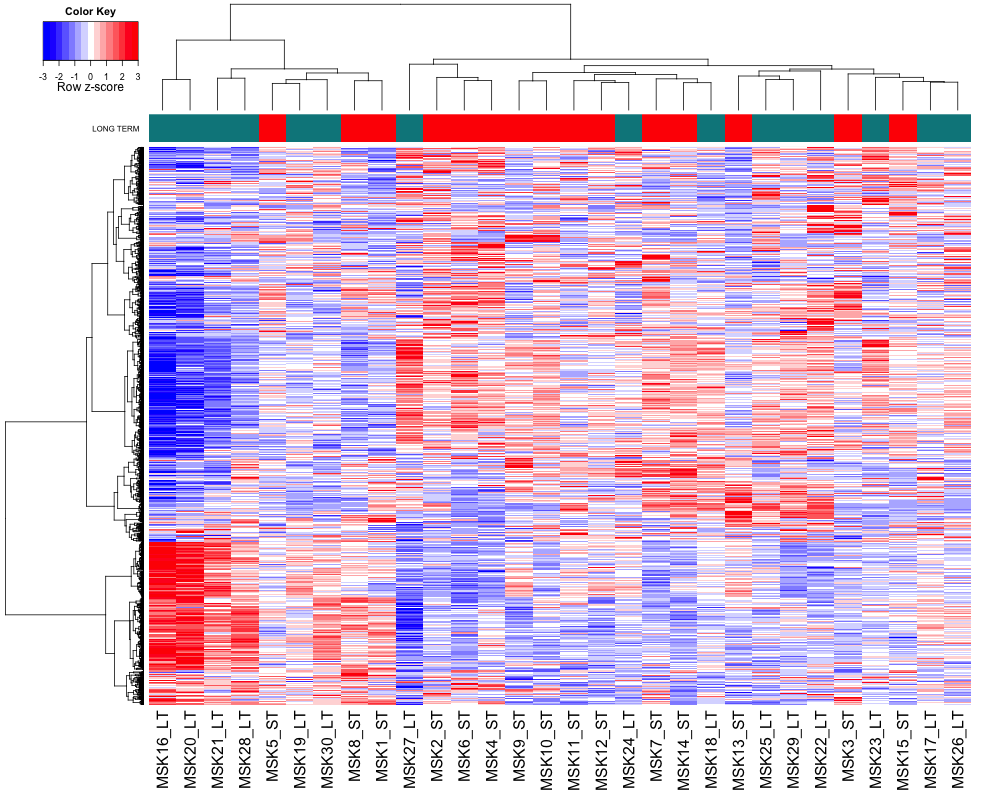 Color Key
-3 -2 -1 0 1 2 3
Row z-score
LONG TERM
MSK16_LT
MSK20_LT
MSK21_LT
MSK28_LT
MSK5_ST
MSK19_LT
MSK30_LT
MSK8_ST
MSK1_ST
MSK27_LT
MSK2_ST
MSK6_ST
MSK4_ST
MSK9_ST
MSK10_ST
MSK11_ST
MSK12_ST
MSK24_LT
MSK7_ST
MSK14_ST
MSK18_LT
MSK13_ST
MSK25_LT
MSK29_LT
MSK22_LT
MSK3_ST
MSK23_LT
MSK15_ST
MSK17_LT
MSK26_LT